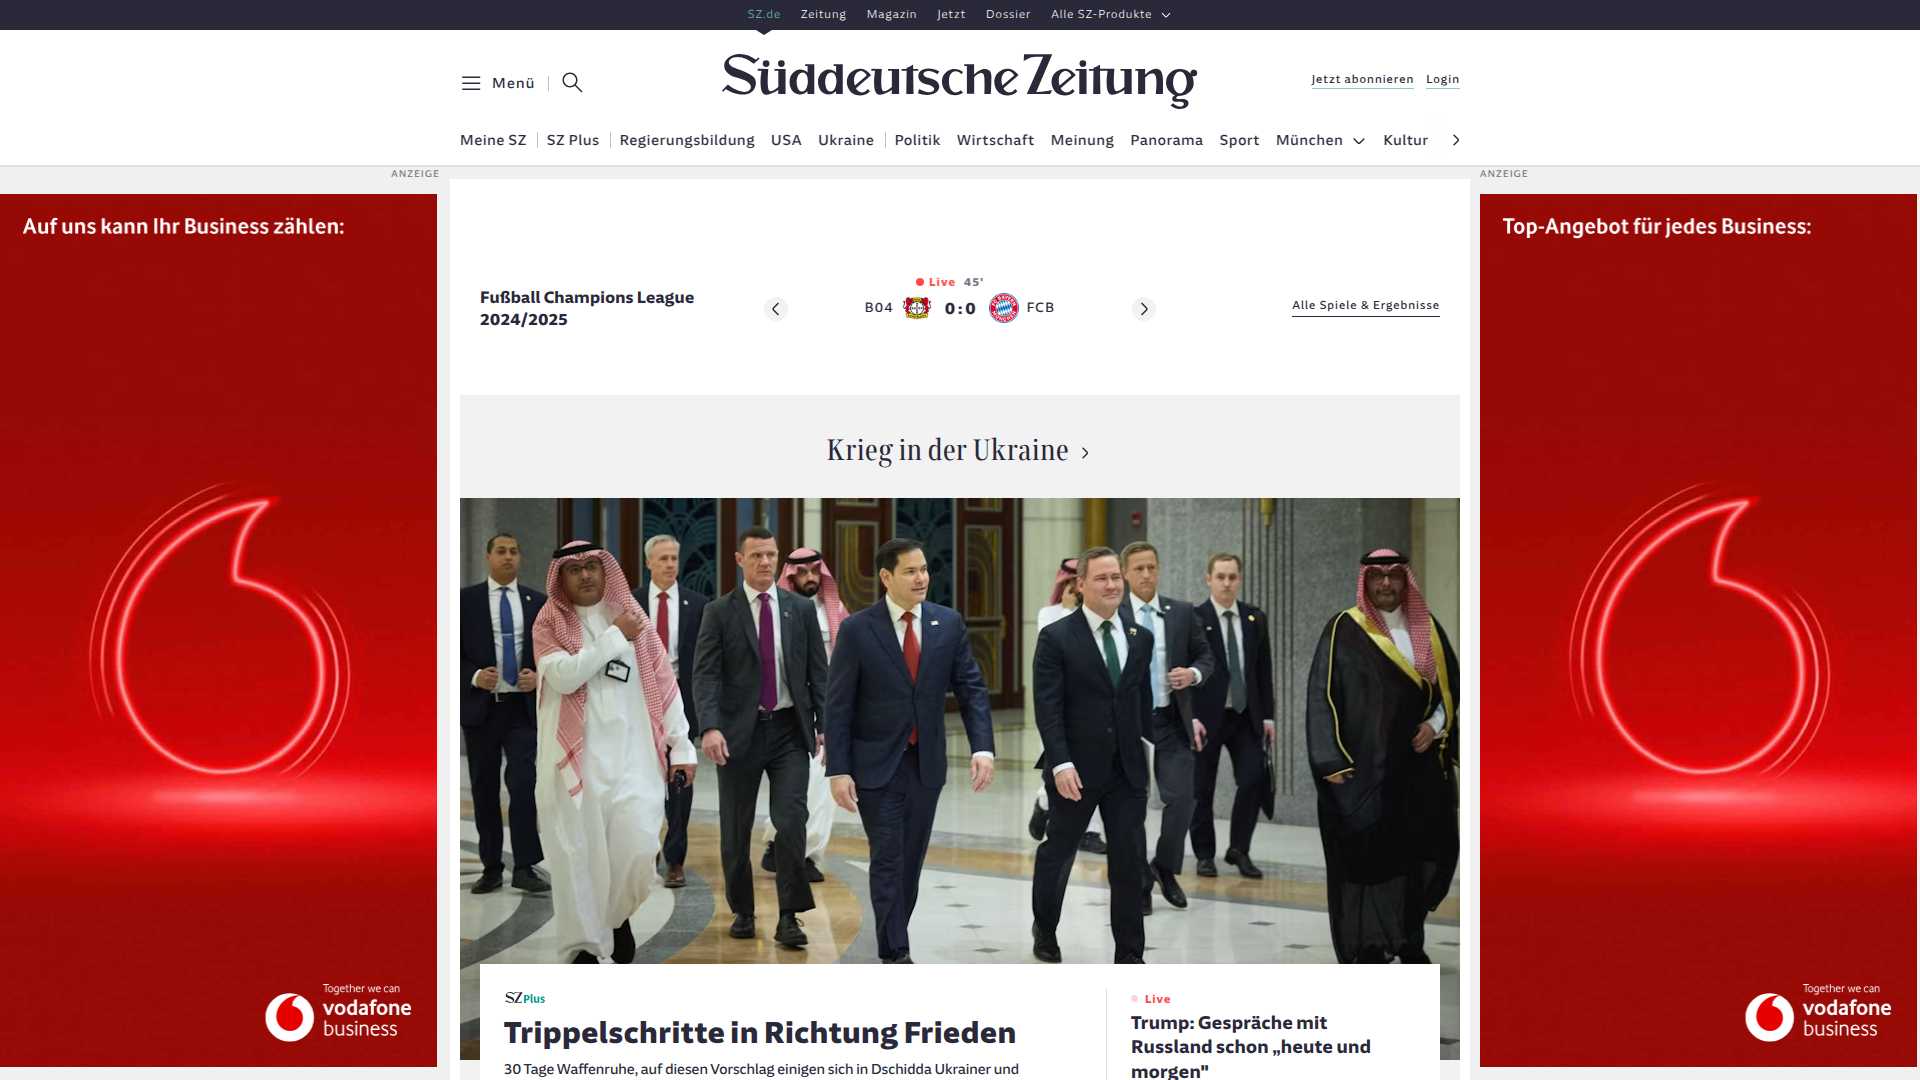 SZ.de Zeitung Magazin Jetzt Dossier Alle SZ-Produkte
Menü
Süddeutsche Zeitung
Jetzt abonnieren Login
Meine SZ SZ Plus Regierungsbildung USA Ukraine Politik Wirtschaft Meinung Panorama Sport München Kultur
ANZEIGE
Auf uns kann Ihr Business zählen:
Together we can
vodafone
business
ANZEIGE
Top-Angebot für jedes Business:
Together we can
vodafone
business
Fußball Champions League
2024/2025
Live 45'
B04 0:0 FCB
Alle Spiele & Ergebnisse
Krieg in der Ukraine
SZ Plus
Trippelschritte in Richtung Frieden
30 Tage Waffenruhe, auf diesen Vorschlag einigen sich in Dschidda Ukrainer und
Live
Trump: Gespräche mit
Russland schon „heute und
morgen"